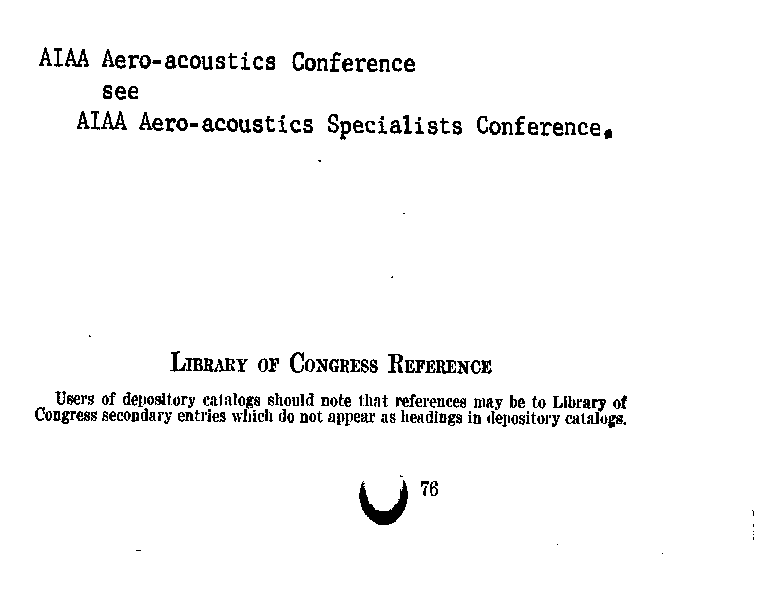 AIAA Aero-acoustics Conference
see
AIAA Aero-acoustics Specialists Conference.
LIBRARY OF CONGRESS REFERENCE
Users of depository catalogs should note that references may be to Library of
Congress secondary entries which do not appear as headings in depository catalogs.
76